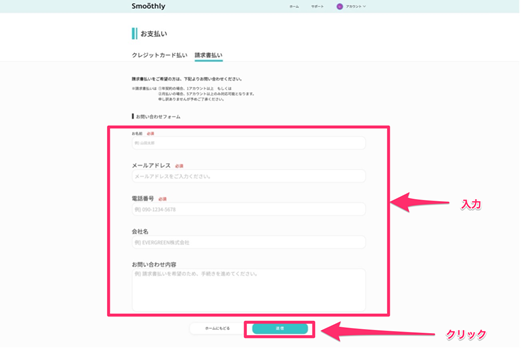 Smoothly
ホーム サポート アカウント
お支払い
クレジットカード払い 請求書払い
請求書払いをご希望の方は、下記よりお問い合わせください。
※請求書払いは ①年間契約の場合、1アカウント以上 もしくは
②月払いの場合、5アカウント以上のみ対応可能となります。
申し訳ありませんが予めご了承ください。
お問い合わせフォーム
お名前 必須
メールアドレス 必須
メールアドレスをご入力ください。
電話番号 必須
例) 090-1234-5678
会社名
例) EVERGREEN株式会社
お問い合わせ内容
例) 請求書払いを希望のため、手続きを進めてください。
ホームにもどる 送信
入力
クリック